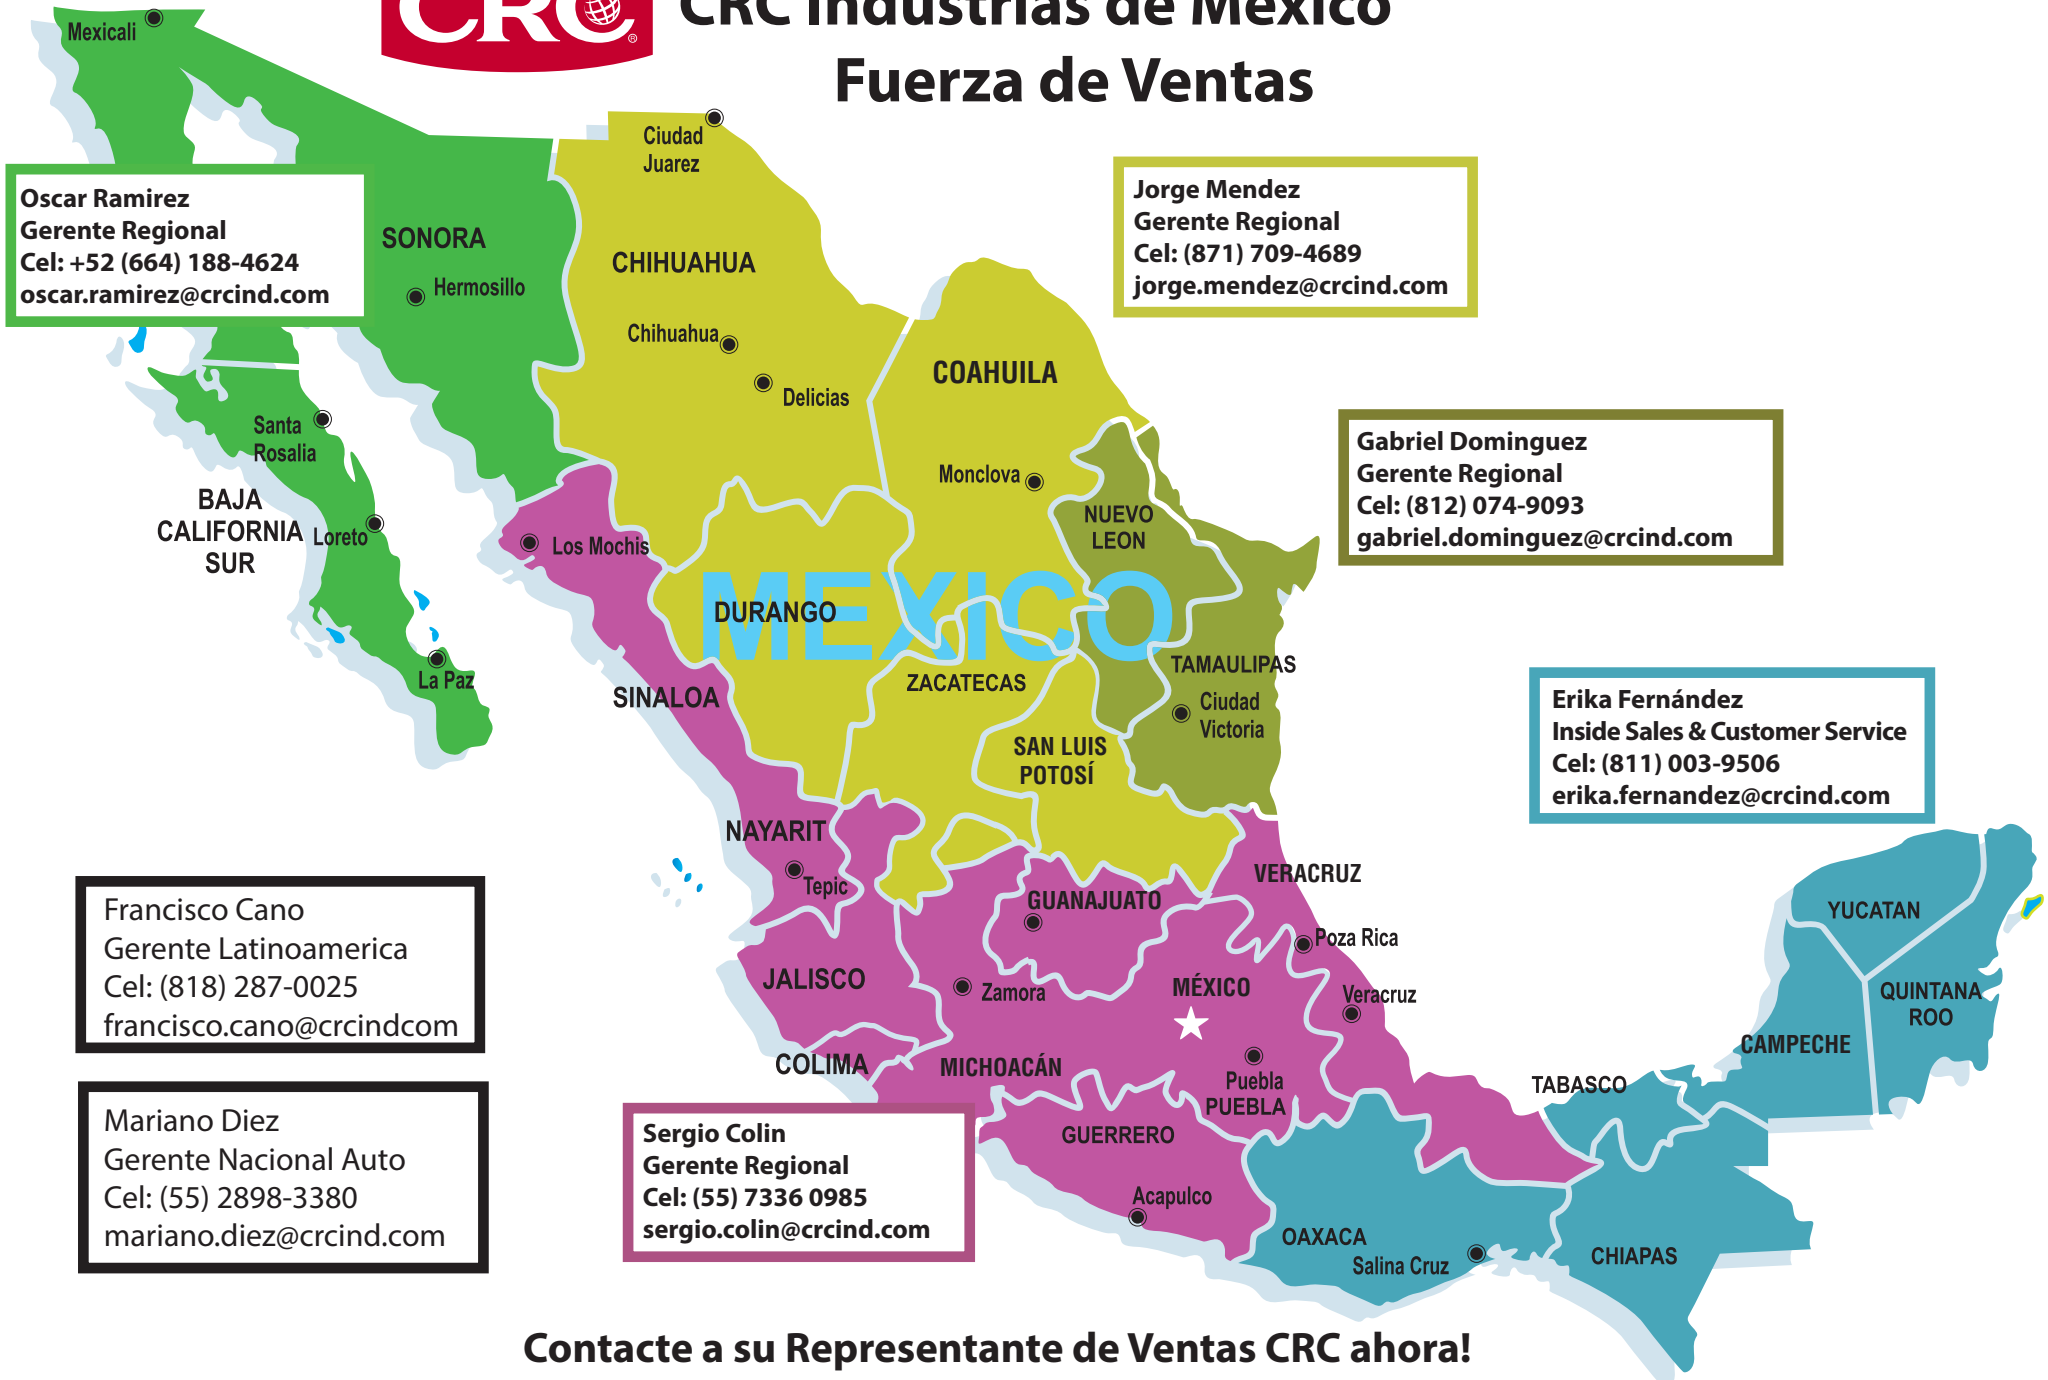 CRC
®
CRC Industrias de México
Fuerza de Ventas
Mexicali
Ciudad
Juarez
Oscar Ramirez
Gerente Regional
Cel: +52 (664) 188-4624
oscar.ramirez@crcind.com
SONORA
Hermosillo
CHIHUAHUA
Chihuahua
Delicias
Jorge Mendez
Gerente Regional
Cel: (871) 709-4689
jorge.mendez@crcind.com
COAHUILA
Monclova
Santa
Rosalia
BAJA
CALIFORNIA
SUR
Loreto
La Paz
Los Mochis
NUEVO
LEON
Gabriel Dominguez
Gerente Regional
Cel: (812) 074-9093
gabriel.dominguez@crcind.com
MEXICO
DURANGO
SINALOA
ZACATECAS
TAMAULIPAS
Ciudad
Victoria
SAN LUIS
POTOSÍ
Erika Fernández
Inside Sales & Customer Service
Cel: (811) 003-9506
erika.fernandez@crcind.com
NAYARIT
Tepic
VERACRUZ
GUANAJUATO
Poza Rica
YUCATAN
Francisco Cano
Gerente Latinoamerica
Cel: (818) 287-0025
francisco.cano@crcindcom
JALISCO
Zamora
MÉXICO
Veracruz
QUINTANA
ROO
CAMPECHE
COLIMA
MICHOACÁN
Puebla
PUEBLA
TABASCO
Mariano Diez
Gerente Nacional Auto
Cel: (55) 2898-3380
mariano.diez@crcind.com
Sergio Colin
Gerente Regional
Cel: (55) 7336 0985
sergio.colin@crcind.com
GUERRERO
Acapulco
OAXACA
Salina Cruz
CHIAPAS
Contacte a su Representante de Ventas CRC ahora!